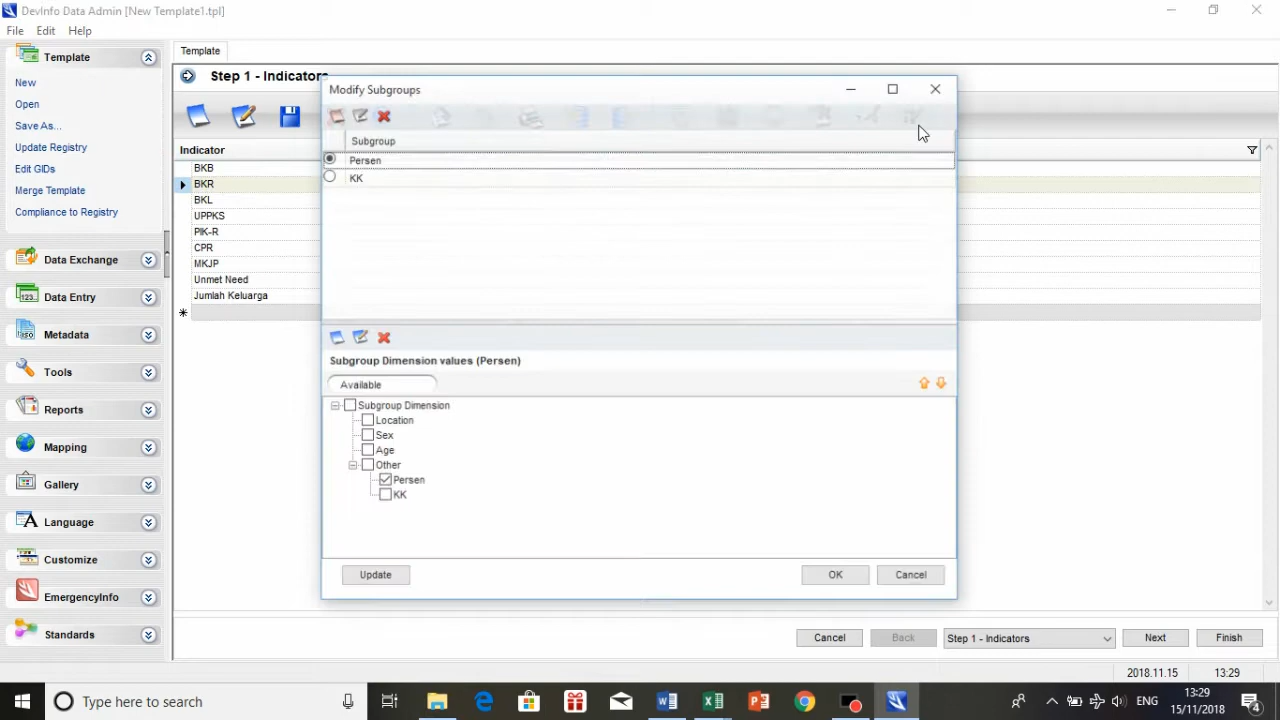 DevInfo Data Admin [New Template1.tpl]
File Edit Help
Template
New
Open
Save As...
Update Registry
Edit GIDs
Merge Template
Compliance to Registry
Data Exchange
Data Entry
Metadata
Tools
Reports
Mapping
Gallery
Language
Customize
EmergencyInfo
Standards
Template
Step 1 - Indicators
Indicator
BKB
BKR
BKL
UPPKS
PIK-R
CPR
MKJP
Unmet Need
Jumlah Keluarga
Modify Subgroups
Subgroup
Persen
KK
Subgroup Dimension values (Persen)
Available
Subgroup Dimension
Location
Sex
Age
Other
Persen
KK
Update OK Cancel
Cancel Back Step 1 - Indicators Next Finish
2018.11.15 13:29
Type here to search
ENG
13:29
15/11/2018
4